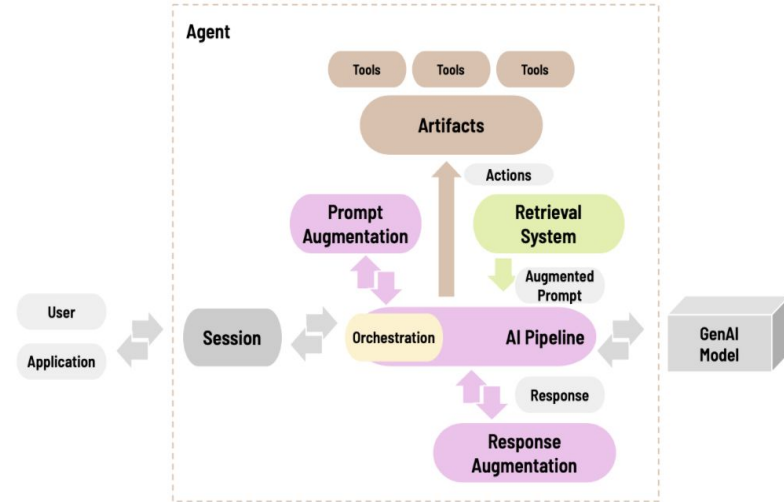 Agent
Tools
Tools
Tools
Artifacts
Actions
Prompt
Augmentation
Retrieval
System
Augmented
Prompt
User
Application
Session
Orchestration
AI Pipeline
GenAI
Model
Response
Response
Augmentation